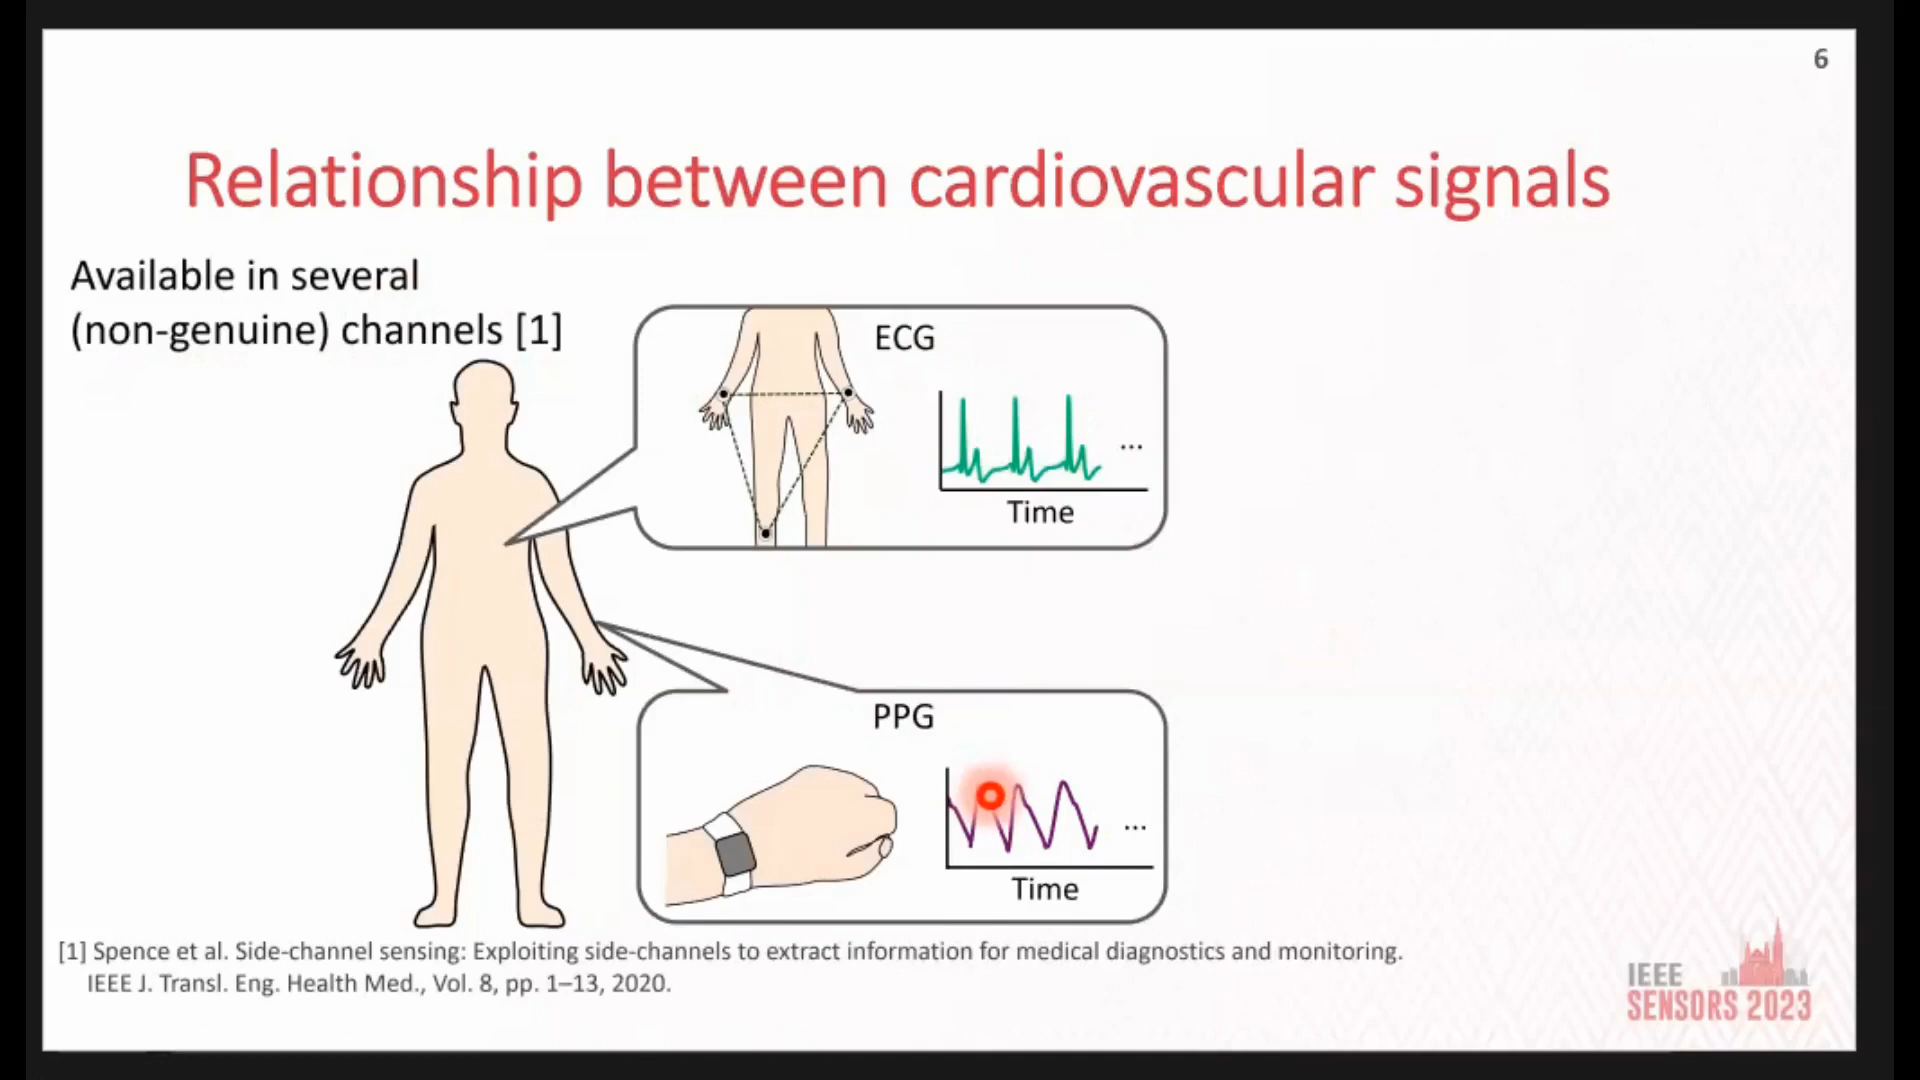 6
Relationship between cardiovascular signals
Available in several
(non-genuine) channels [1]
ECG
...
Time
PPG
...
Time
[1] Spence et al. Side-channel sensing: Exploiting side-channels to extract information for medical diagnostics and monitoring.
IEEE J. Transl. Eng. Health Med., Vol. 8, pp. 1–13, 2020.
IEEE
SENSORS 2023